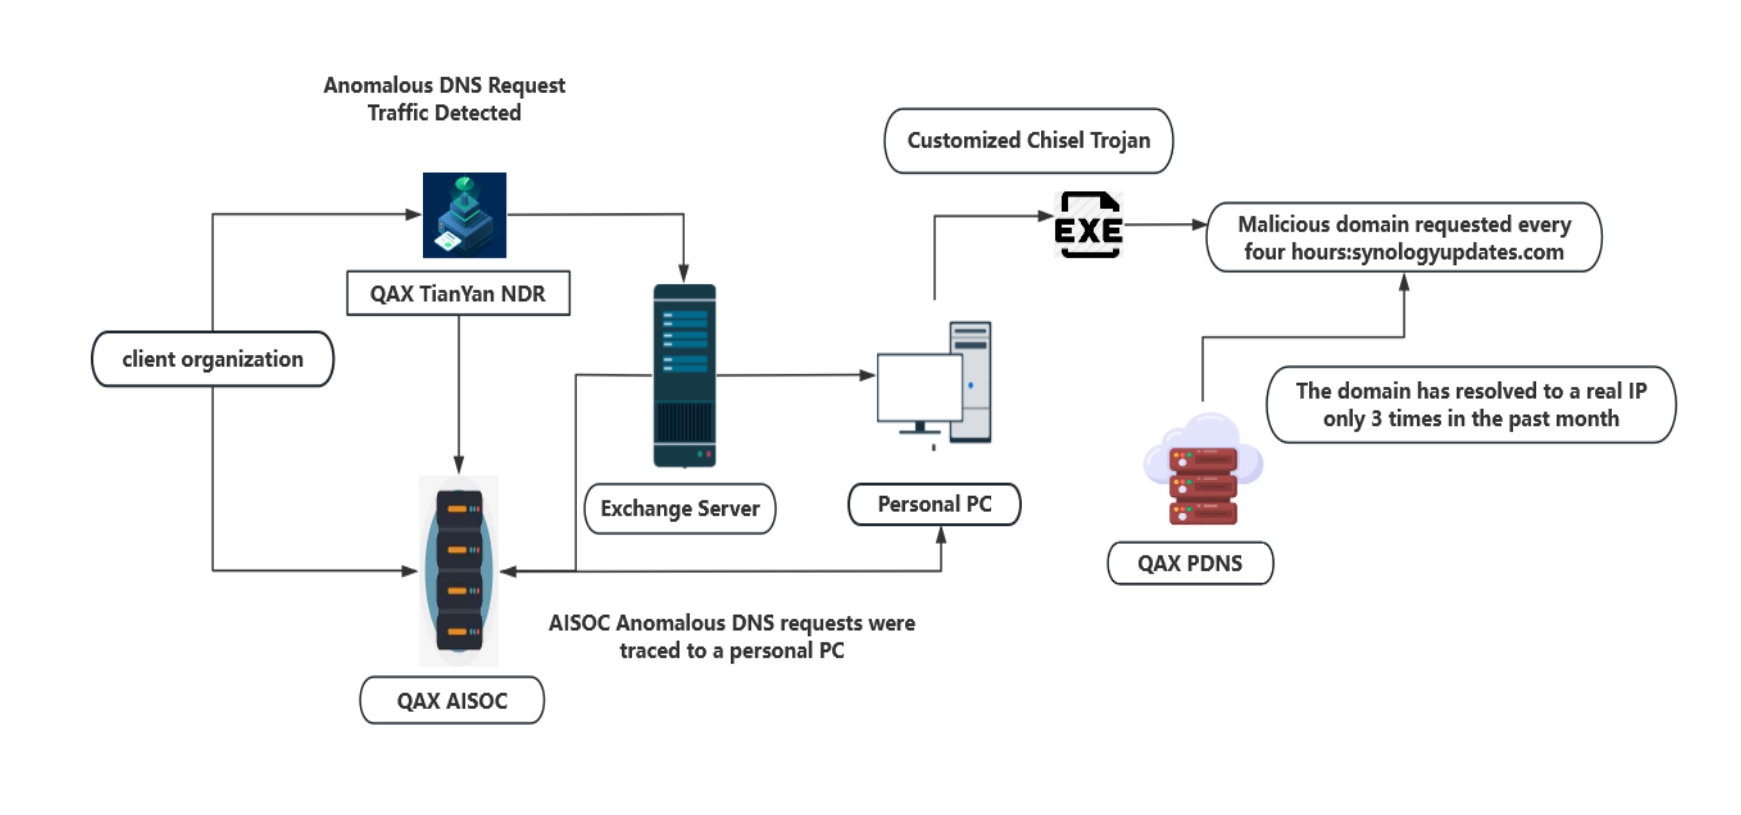 Anomalous DNS Request
Traffic Detected
Customized Chisel Trojan
EXE
Malicious domain requested every
four hours:synologyupdates.com
QAX TianYan NDR
client organization
The domain has resolved to a real IP
only 3 times in the past month
Exchange Server
Personal PC
QAX PDNS
AISOC Anomalous DNS requests were
traced to a personal PC
QAX AISOC